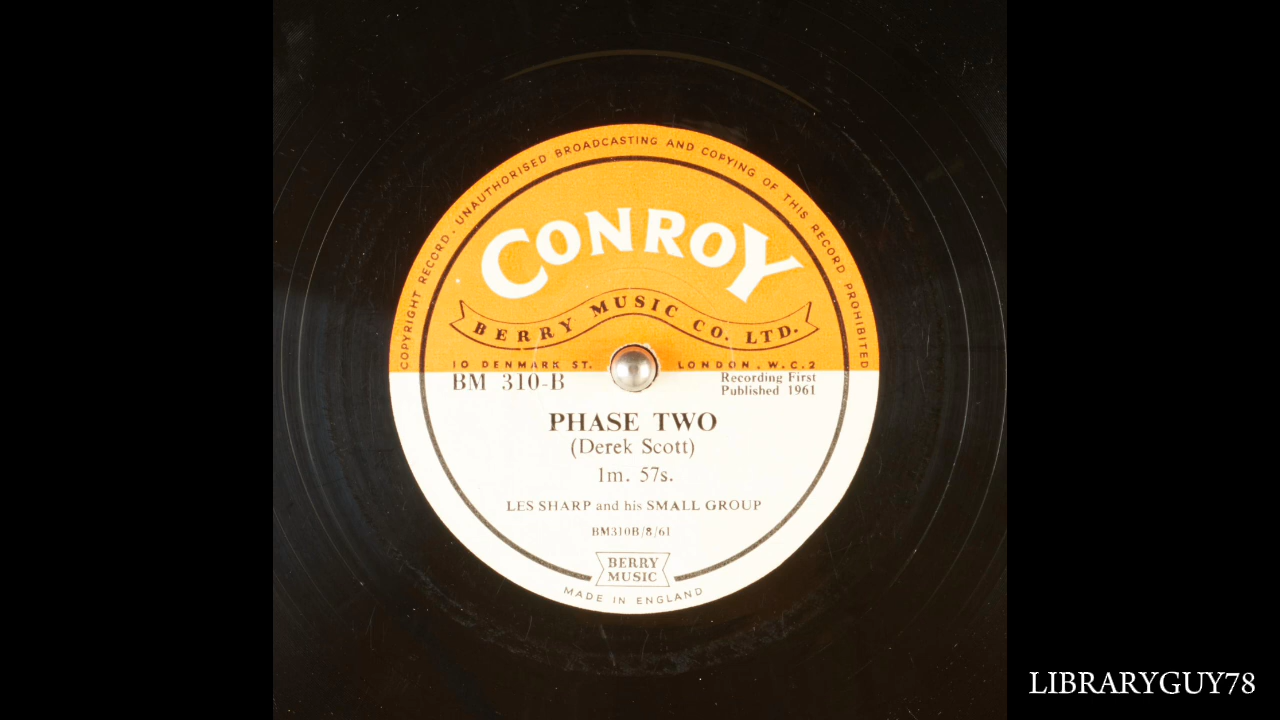 COPYRIGHT RECORD. UNAUTHORISED BROADCASTING AND COPYING OF THIS RECORD PROHIBITED
CONROY
BERRY MUSIC CO. LTD.
10 DENMARK ST. LONDON. W.C.2
BM 310-B
Recording First
Published 1961
PHASE TWO
(Derek Scott)
1m. 57s.
LES SHARP and his SMALL GROUP
BM310B/8/61
BERRY
MUSIC
MADE IN ENGLAND
LIBRARYGUY78